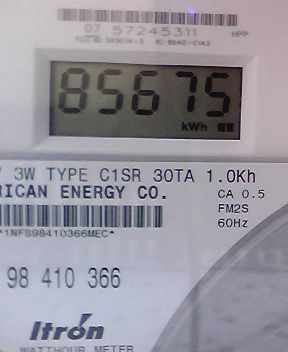 07 57245311 HPP
85675
kWh
3W TYPE C1SR 30TA 1.0Kh
RICAN ENERGY CO. CA 0.5
FM2S
60Hz
*1NFS98410366MEC*
98 410 366
Itron
WATTHOUR METER